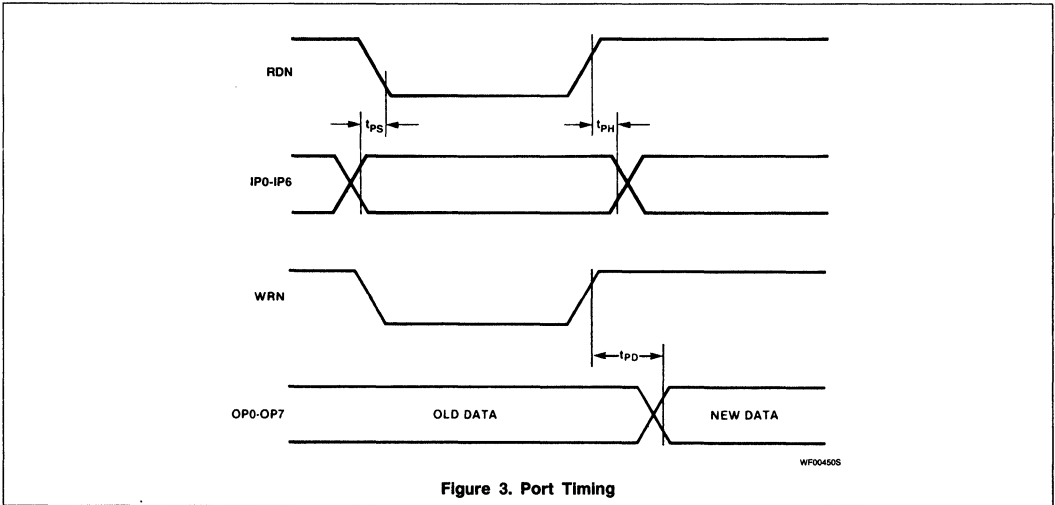 RDN
tPS
tPH
IP0-IP6
WRN
tPD
OP0-OP7
OLD DATA
NEW DATA
WF00450S
Figure 3. Port Timing